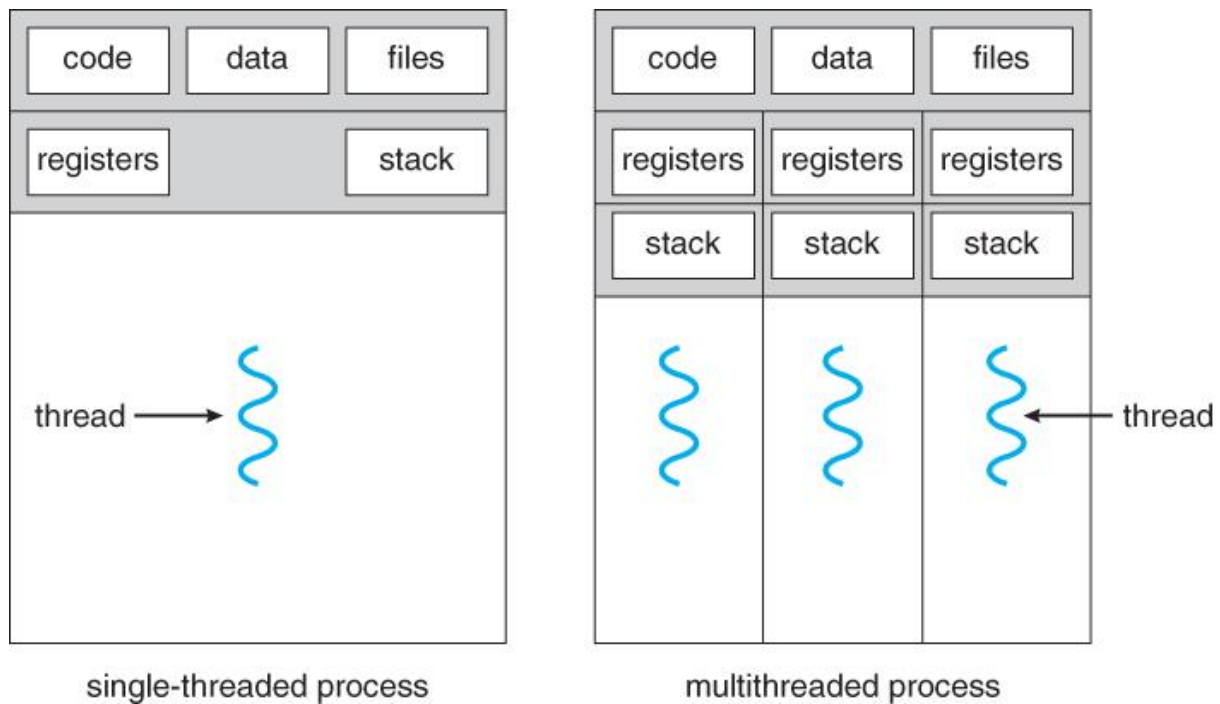 code data files
registers stack
thread
single-threaded process
code data files
registers registers registers
stack stack stack
thread
multithreaded process